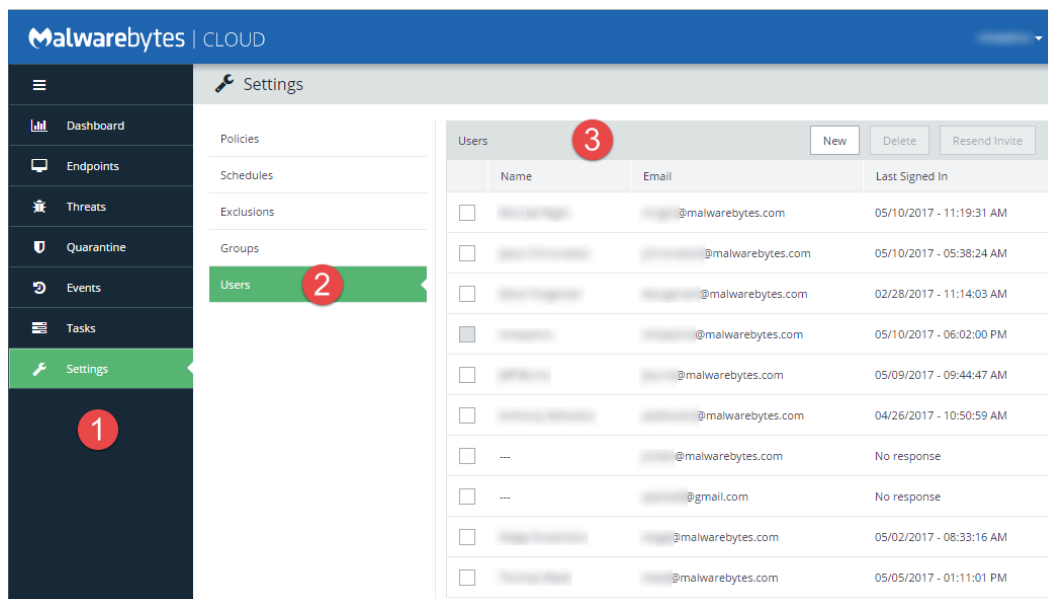 Malwarebytes | CLOUD
Settings
Dashboard
Endpoints
Threats
Quarantine
Events
Tasks
Settings
1
Policies
Schedules
Exclusions
Groups
Users 2
Users 3 New Delete Resend Invite
Name Email Last Signed In
@malwarebytes.com 05/10/2017 - 11:19:31 AM
@malwarebytes.com 05/10/2017 - 05:38:24 AM
@malwarebytes.com 02/28/2017 - 11:14:03 AM
@malwarebytes.com 05/10/2017 - 06:02:00 PM
@malwarebytes.com 05/09/2017 - 09:44:47 AM
@malwarebytes.com 04/26/2017 - 10:50:59 AM
--- @malwarebytes.com No response
--- @gmail.com No response
@malwarebytes.com 05/02/2017 - 08:33:16 AM
@malwarebytes.com 05/05/2017 - 01:11:01 PM